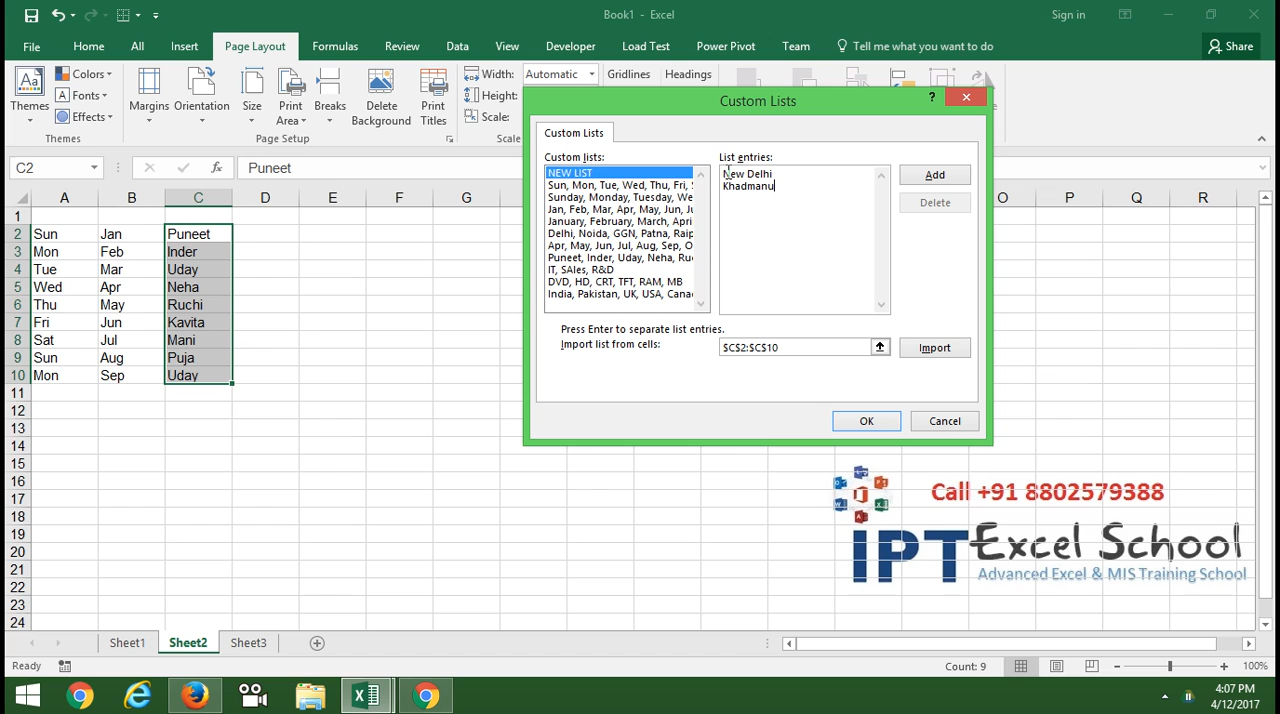 Book1 - Excel
Sign in
File Home All Insert Page Layout Formulas Review Data View Developer Load Test Power Pivot Team Tell me what you want to do Share
Colors
Fonts
Effects
Themes
Margins Orientation Size Print Area Breaks Delete Background Print Titles
Width: Automatic
Height:
Scale:
Gridlines Headings
Themes Page Setup Scale
C2 fx Puneet
A B C D E F G O P Q R
1
2 Sun Jan Puneet
3 Mon Feb Inder
4 Tue Mar Uday
5 Wed Apr Neha
6 Thu May Ruchi
7 Fri Jun Kavita
8 Sat Jul Mani
9 Sun Aug Puja
10 Mon Sep Uday
11
12
13
14
15
16
17
18
19
20
21
22
23
24
Custom Lists
?
Custom Lists
Custom lists: List entries:
NEW LIST
Sun, Mon, Tue, Wed, Thu, Fri, S
Sunday, Monday, Tuesday, We
Jan, Feb, Mar, Apr, May, Jun, Ju
January, February, March, Apri
Delhi, Noida, GGN, Patna, Raip
Apr, May, Jun, Jul, Aug, Sep, O
Puneet, Inder, Uday, Neha, Ruc
IT, SAles, R&D
DVD, HD, CRT, TFT, RAM, MB
India, Pakistan, UK, USA, Cana
New Delhi
Khadmanu
Add
Delete
Press Enter to separate list entries.
Import list from cells: $C$2:$C$10 Import
OK Cancel
Call +91 8802579388
IPT Excel School
Advanced Excel & MIS Training School
Sheet1 Sheet2 Sheet3
Ready Count: 9 100%
4:07 PM
4/12/2017